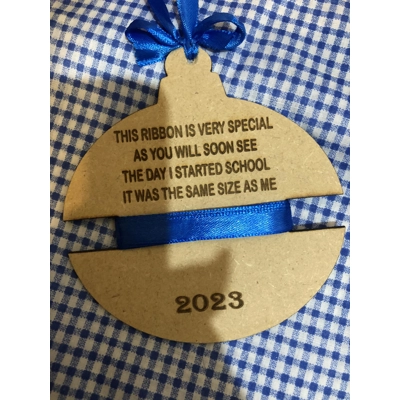 THIS RIBBON IS VERY SPECIAL
AS YOU WILL SOON SEE
THE DAY I STARTED SCHOOL
IT WAS THE SAME SIZE AS ME
2023